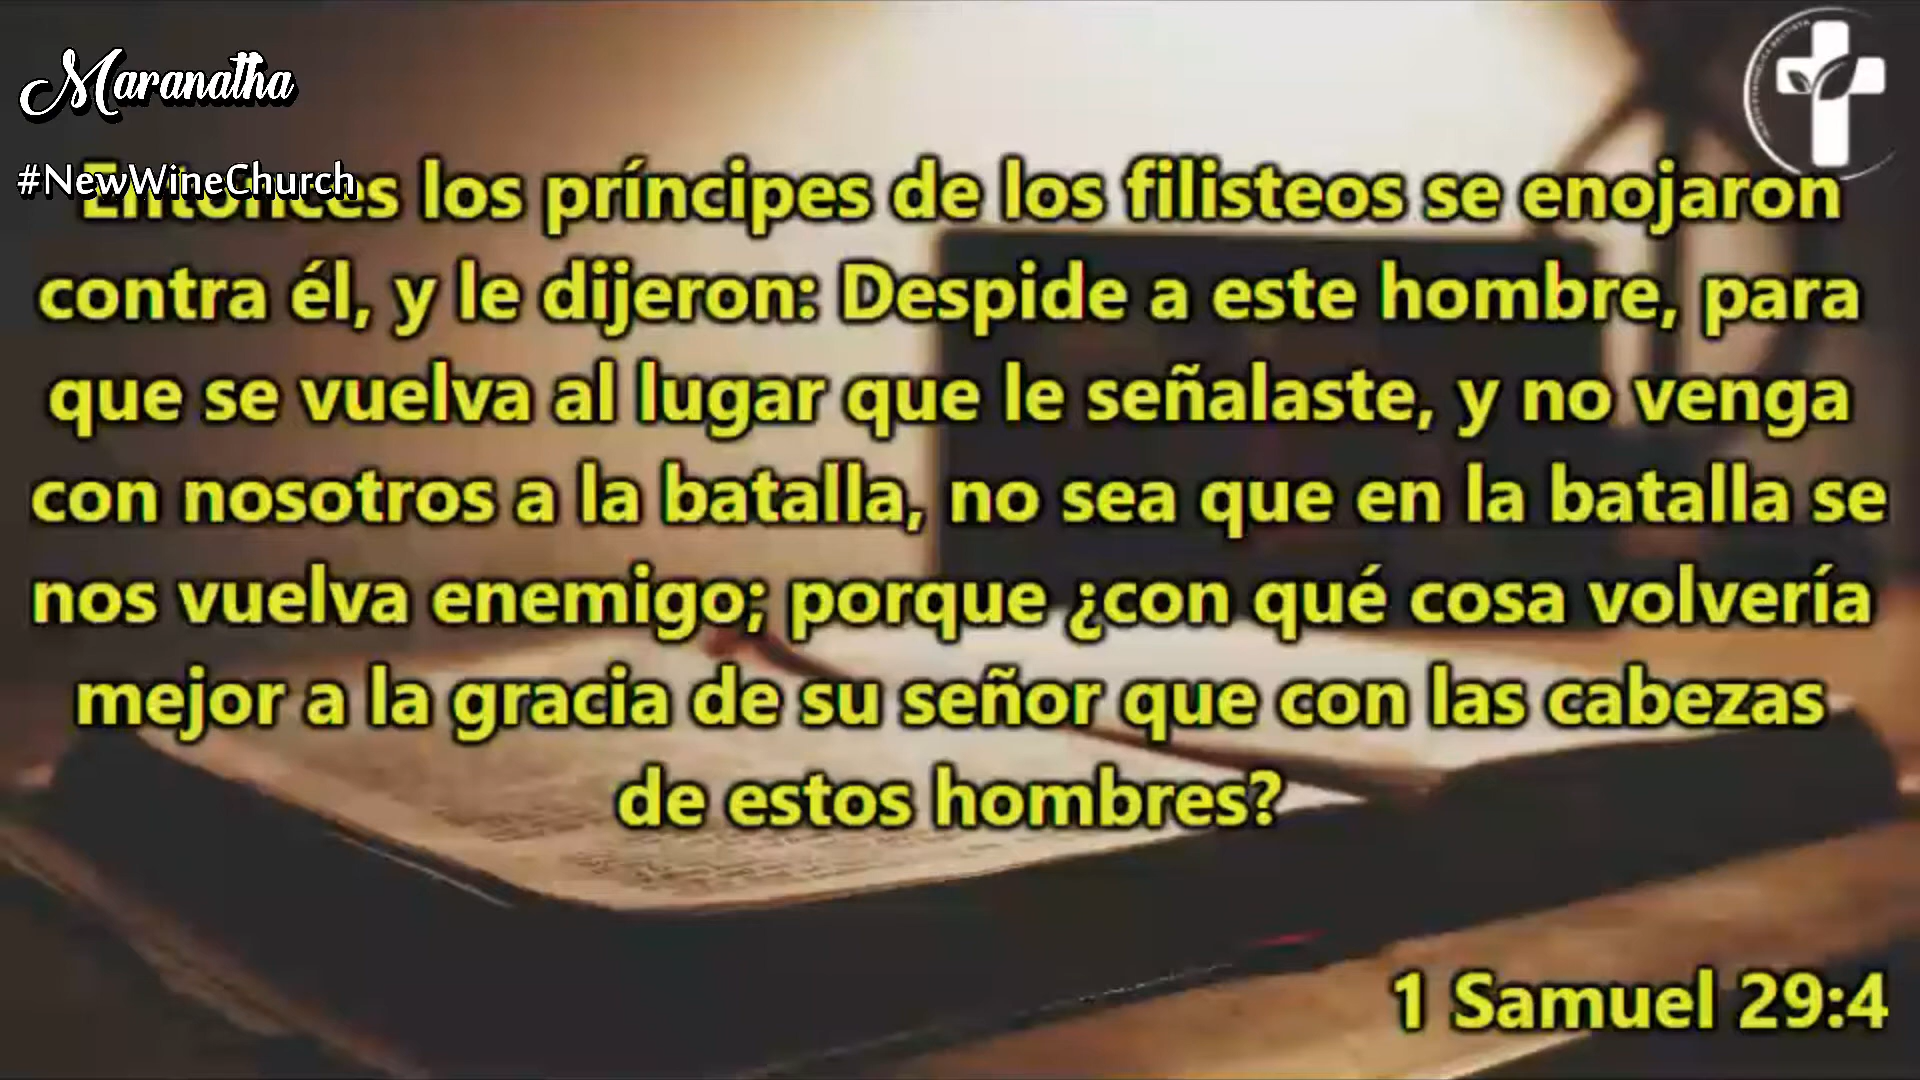 Maranatha
#NewWineChurch
Entonces los príncipes de los filisteos se enojaron
contra él, y le dijeron: Despide a este hombre, para
que se vuelva al lugar que le señalaste, y no venga
con nosotros a la batalla, no sea que en la batalla se
nos vuelva enemigo; porque ¿con qué cosa volvería
mejor a la gracia de su señor que con las cabezas
de estos hombres?
1 Samuel 29:4